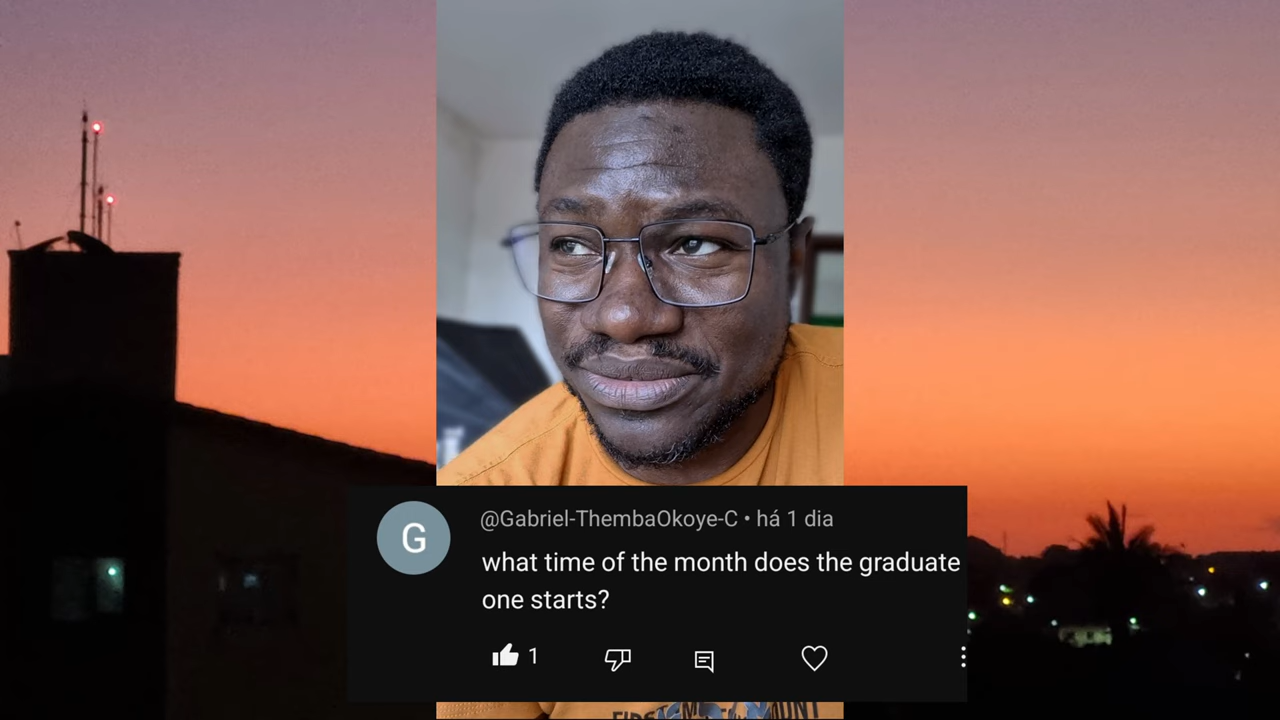 G
@Gabriel-ThembaOkoye-C • há 1 dia
what time of the month does the graduate
one starts?
1